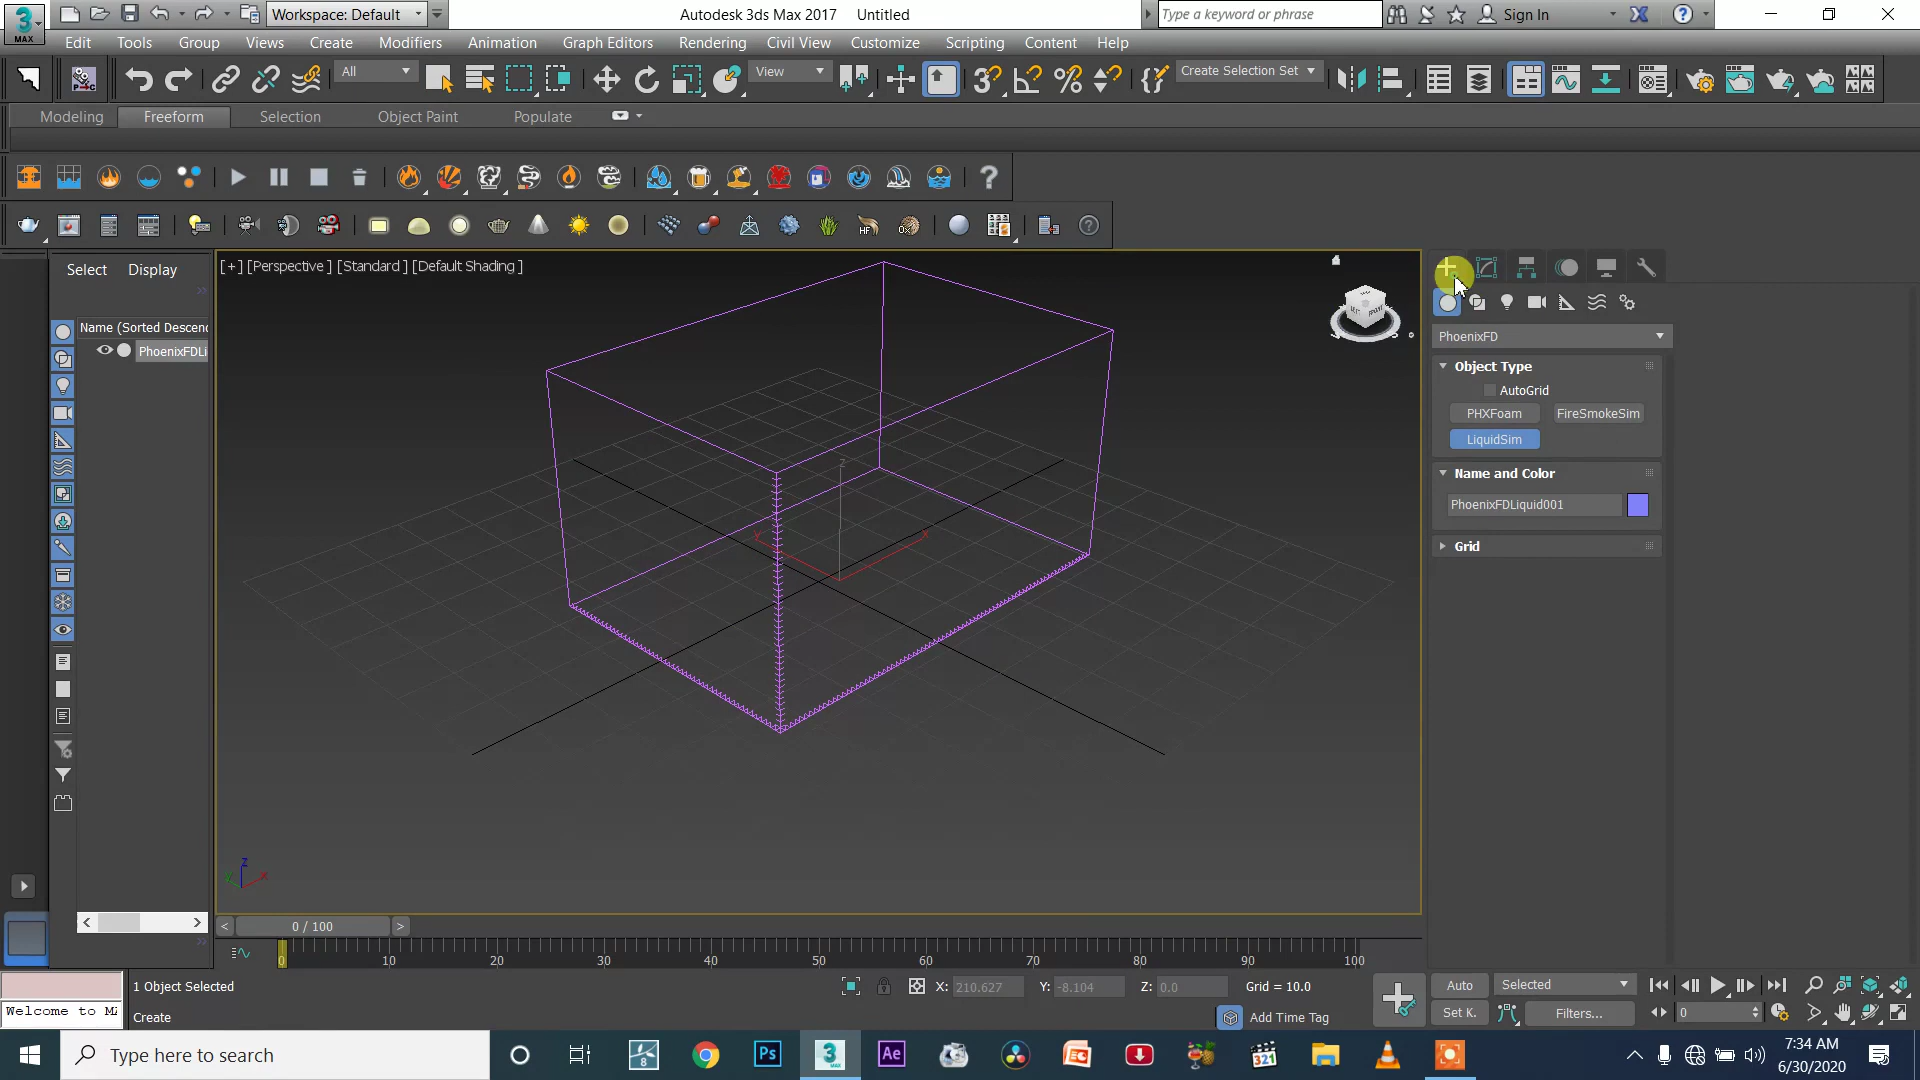 Workspace: Default
Autodesk 3ds Max 2017
Untitled
Type a keyword or phrase
Sign In
MAX
Edit
Tools
Group
Views
Create
Modifiers
Animation
Graph Editors
Rendering
Civil View
Customize
Scripting
Content
Help
All
View
Create Selection Set
Modeling
Freeform
Selection
Object Paint
Populate
Select
Display
[ + ] [Perspective ] [Standard ] [Default Shading ]
Name (Sorted Descend
PhoenixFDLi
PhoenixFD
Object Type
AutoGrid
PHXFoam
FireSmokeSim
LiquidSim
Name and Color
PhoenixFDLiquid001
Grid
z
y
x
z
x
0 / 100
0
10
20
30
40
50
60
70
80
90
100
1 Object Selected
X: 210.627
Y: -8.104
Z: 0.0
Grid = 10.0
Auto
Selected
Welcome to MA
Create
Add Time Tag
Set K.
Filters...
0
Type here to search
7:34 AM
6/30/2020